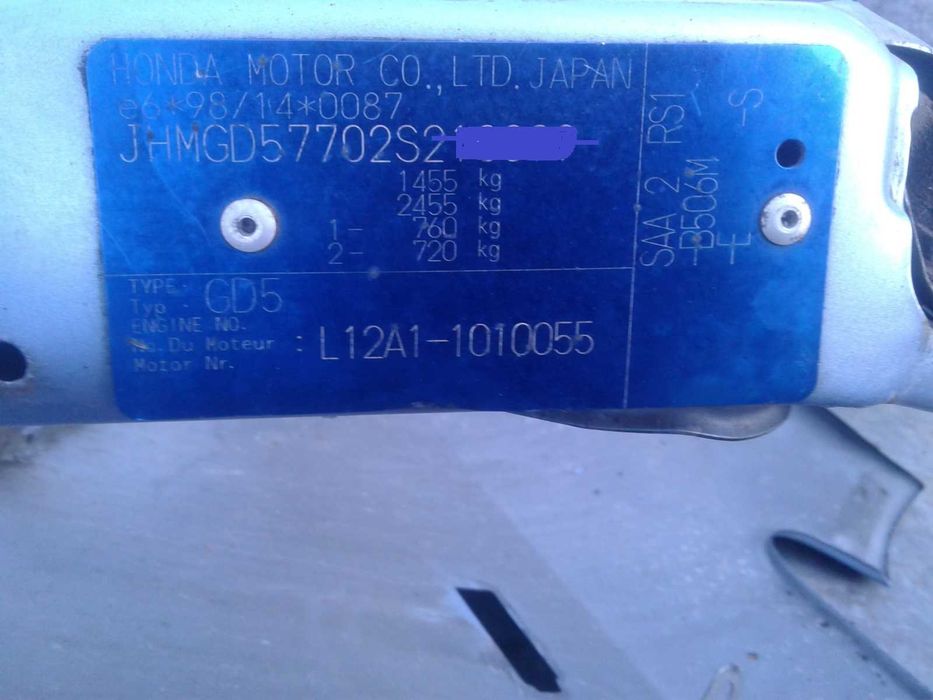 HONDA MOTOR CO.,LTD. JAPAN
e6*98/14*0087
JHMGD57702S21
1455 kg
2455 kg
1- 760 kg
2- 720 kg
TYPE
Typ : GD5
ENGINE NO.
No.Du Moteur : L12A1-1010055
Motor Nr.
SAA 2 RS1
-B506M
-E -S